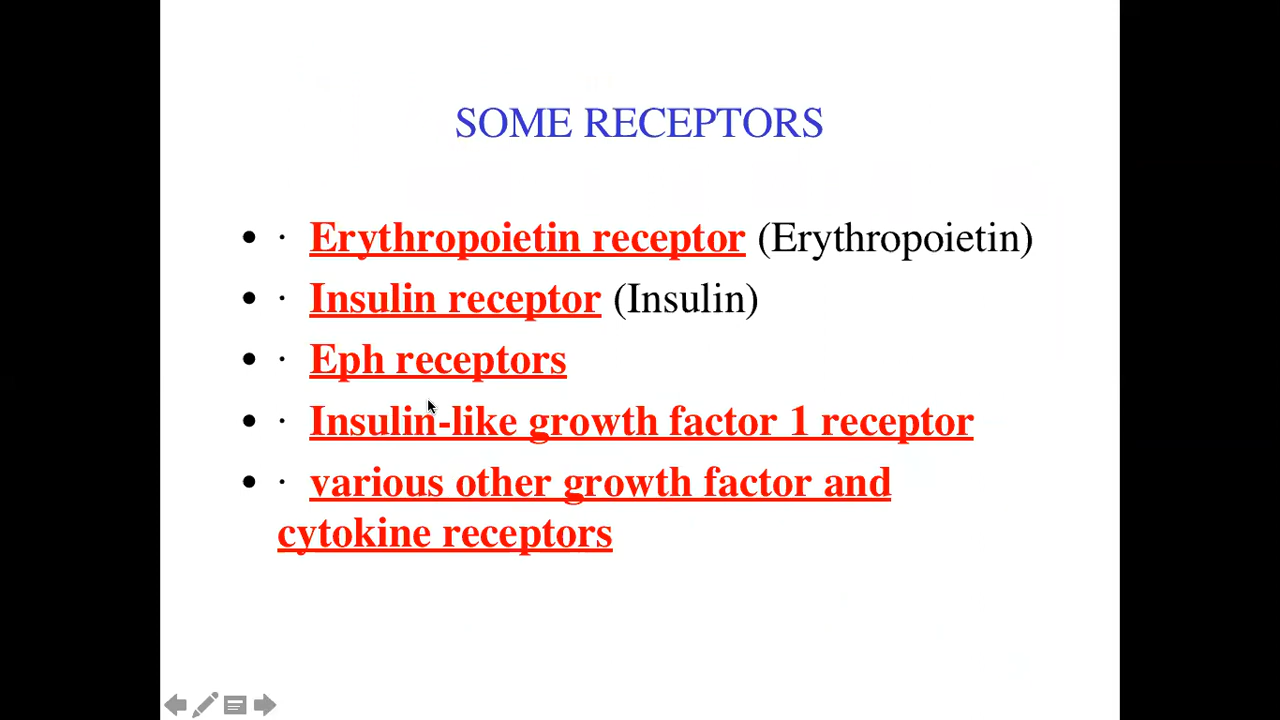 SOME RECEPTORS
• · Erythropoietin receptor (Erythropoietin)
• · Insulin receptor (Insulin)
• · Eph receptors
• · Insulin-like growth factor 1 receptor
• · various other growth factor and
cytokine receptors